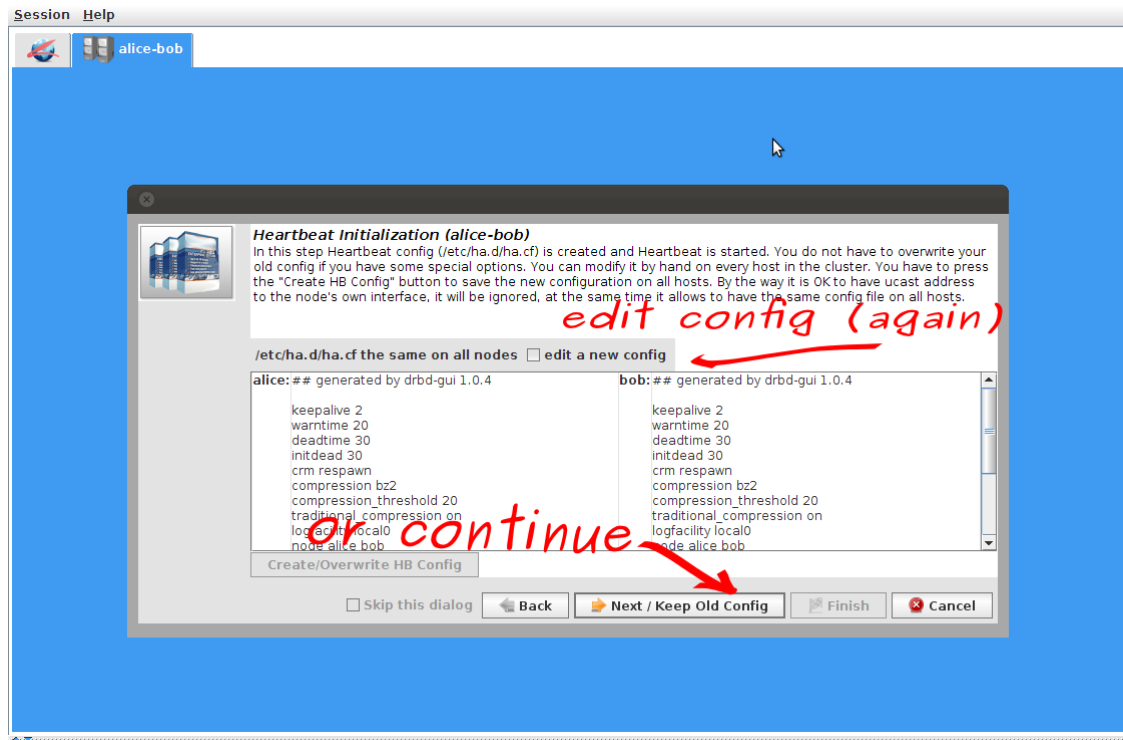 Session Help
alice-bob
Heartbeat Initialization (alice-bob)
In this step Heartbeat config (/etc/ha.d/ha.cf) is created and Heartbeat is started. You do not have to overwrite your
old config if you have some special options. You can modify it by hand on every host in the cluster. You have to press
the "Create HB Config" button to save the new configuration on all hosts. By the way it is OK to have ucast address
to the node's own interface, it will be ignored, at the same time it allows to have the same config file on all hosts.
edit config (again)
/etc/ha.d/ha.cf the same on all nodes edit a new config
alice: ## generated by drbd-gui 1.0.4
keepalive 2
warntime 20
deadtime 30
initdead 30
crm respawn
compression bz2
compression_threshold 20
traditional_compression on
logfacility local0
node alice bob
bob: ## generated by drbd-gui 1.0.4
keepalive 2
warntime 20
deadtime 30
initdead 30
crm respawn
compression bz2
compression_threshold 20
traditional_compression on
logfacility local0
node alice bob
or continue
Create/Overwrite HB Config
Skip this dialog Back Next / Keep Old Config Finish Cancel